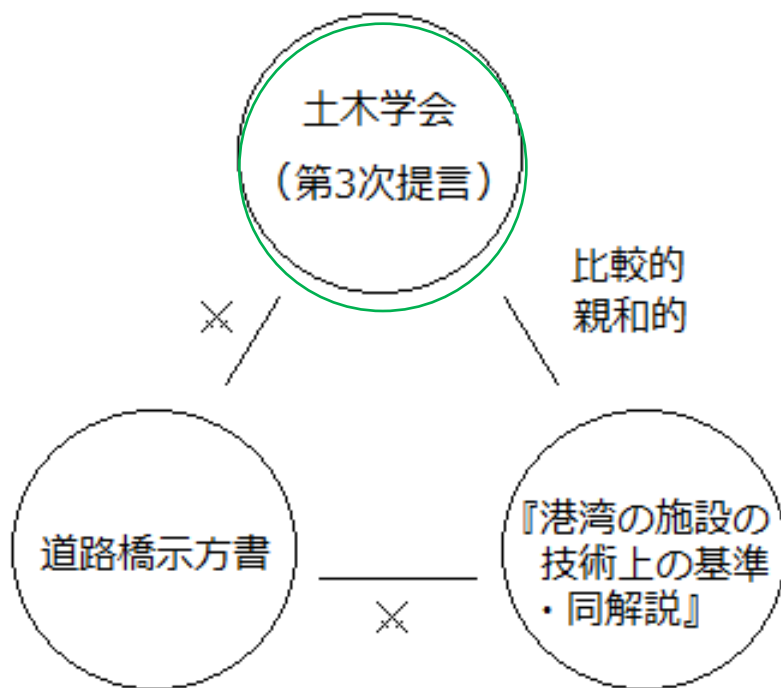 土木学会
（第3次提言）
比較的
親和的
×
道路橋示方書
『港湾の施設の
技術上の基準
・同解説』
×